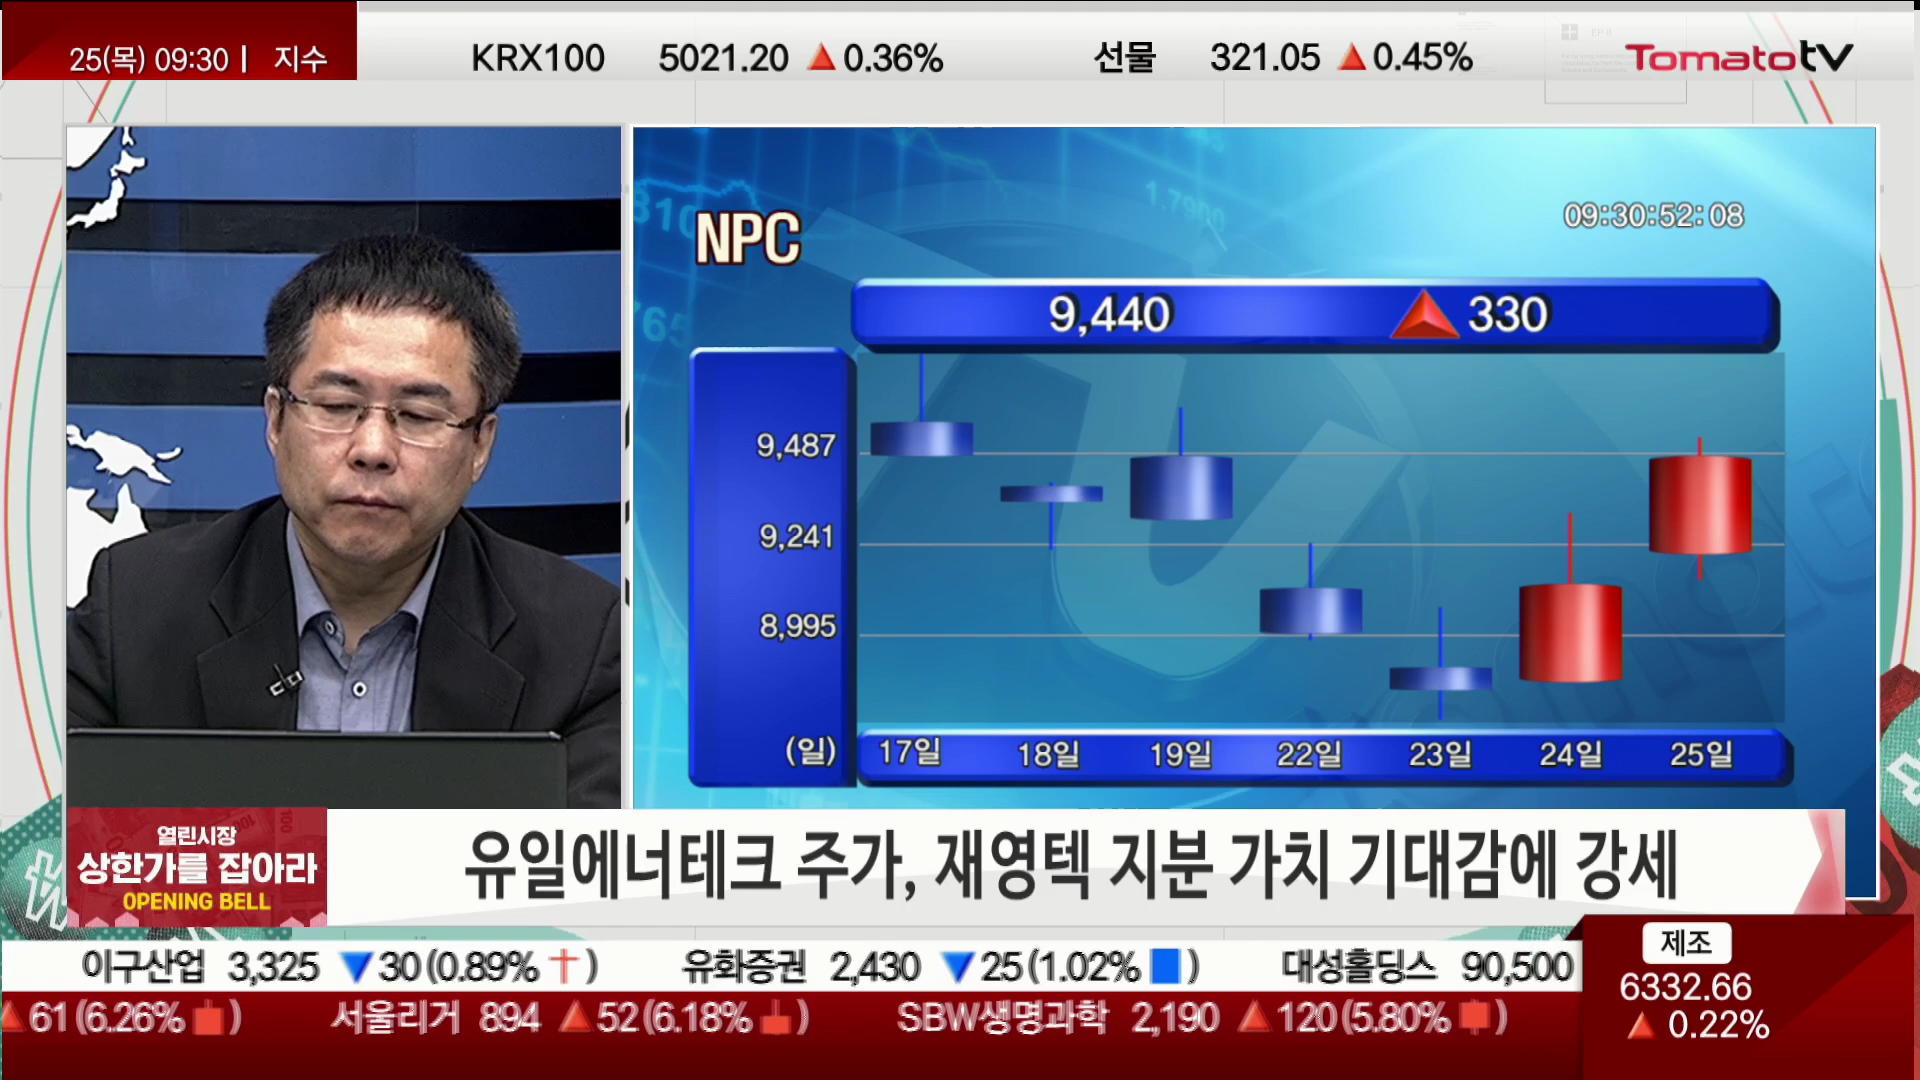 25(목) 09:30 | 지수 KRX100 5021.20 ▲ 0.36% 선물 321.05 ▲ 0.45% Tomatotv
NPC
09:30:52:08
9,440 ▲ 330
9,487
9,241
8,995
(일) 17일 18일 19일 22일 23일 24일 25일
열린시장
상한가를 잡아라
OPENING BELL
유일에너테크 주가, 재영텍 지분 가치 기대감에 강세
이구산업 3,325 ▼30(0.89% ) 유화증권 2,430 ▼25(1.02% ) 대성홀딩스 90,500
▲61(6.26% ) 서울리거 894 ▲52(6.18% ) SBW생명과학 2,190 ▲120(5.80% )
제조
6332.66
▲ 0.22%